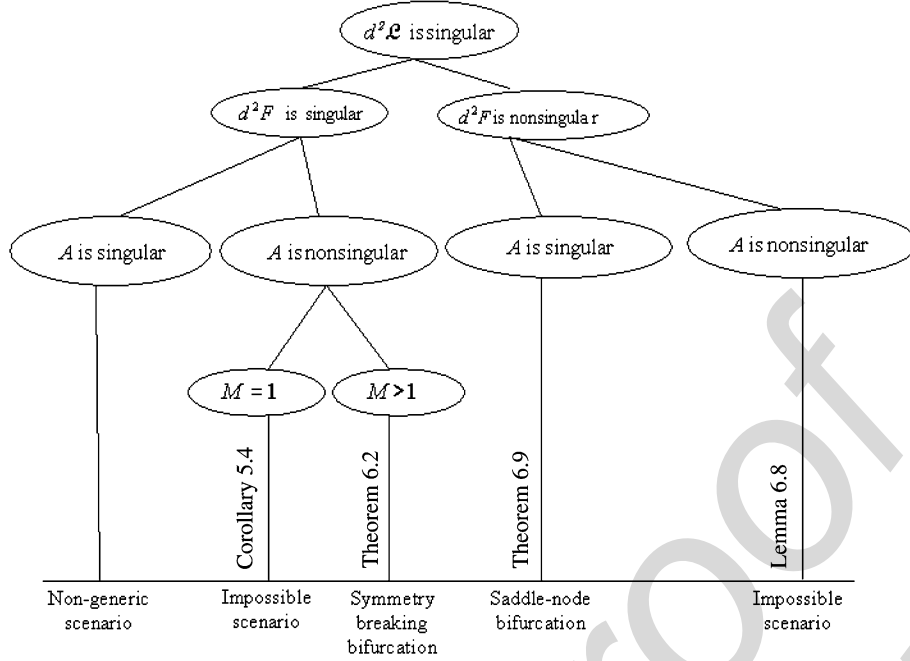 d²𝓛 is singular
d²F is singular
d²F is nonsingular
A is singular
A is nonsingular
A is singular
A is nonsingular
M = 1
M > 1
Corollary 5.4
Theorem 6.2
Theorem 6.9
Lemma 6.8
Non-generic
scenario
Impossible
scenario
Symmetry
breaking
bifurcation
Saddle-node
bifurcation
Impossible
scenario
roof